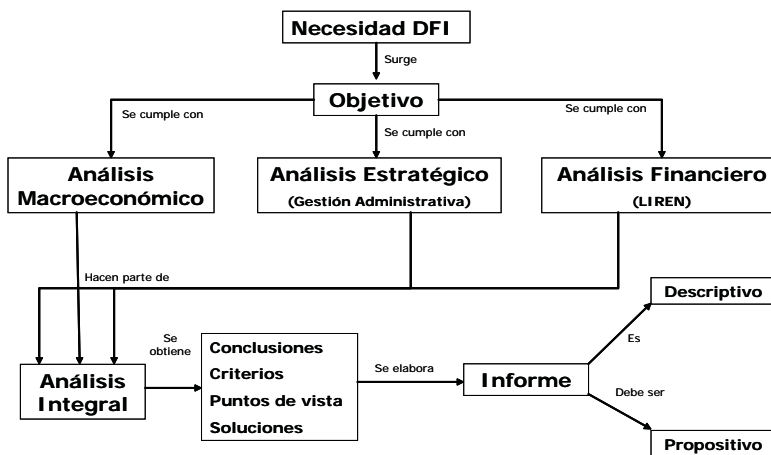 Necesidad DFI
Surge
Objetivo
Se cumple con
Se cumple con
Se cumple con
Análisis
Macroeconómico
Análisis Estratégico
(Gestión Administrativa)
Análisis Financiero
(LIREN)
Hacen parte de
Análisis
Integral
Se
obtiene
Conclusiones
Criterios
Puntos de vista
Soluciones
Se elabora
Informe
Es
Descriptivo
Debe ser
Propositivo